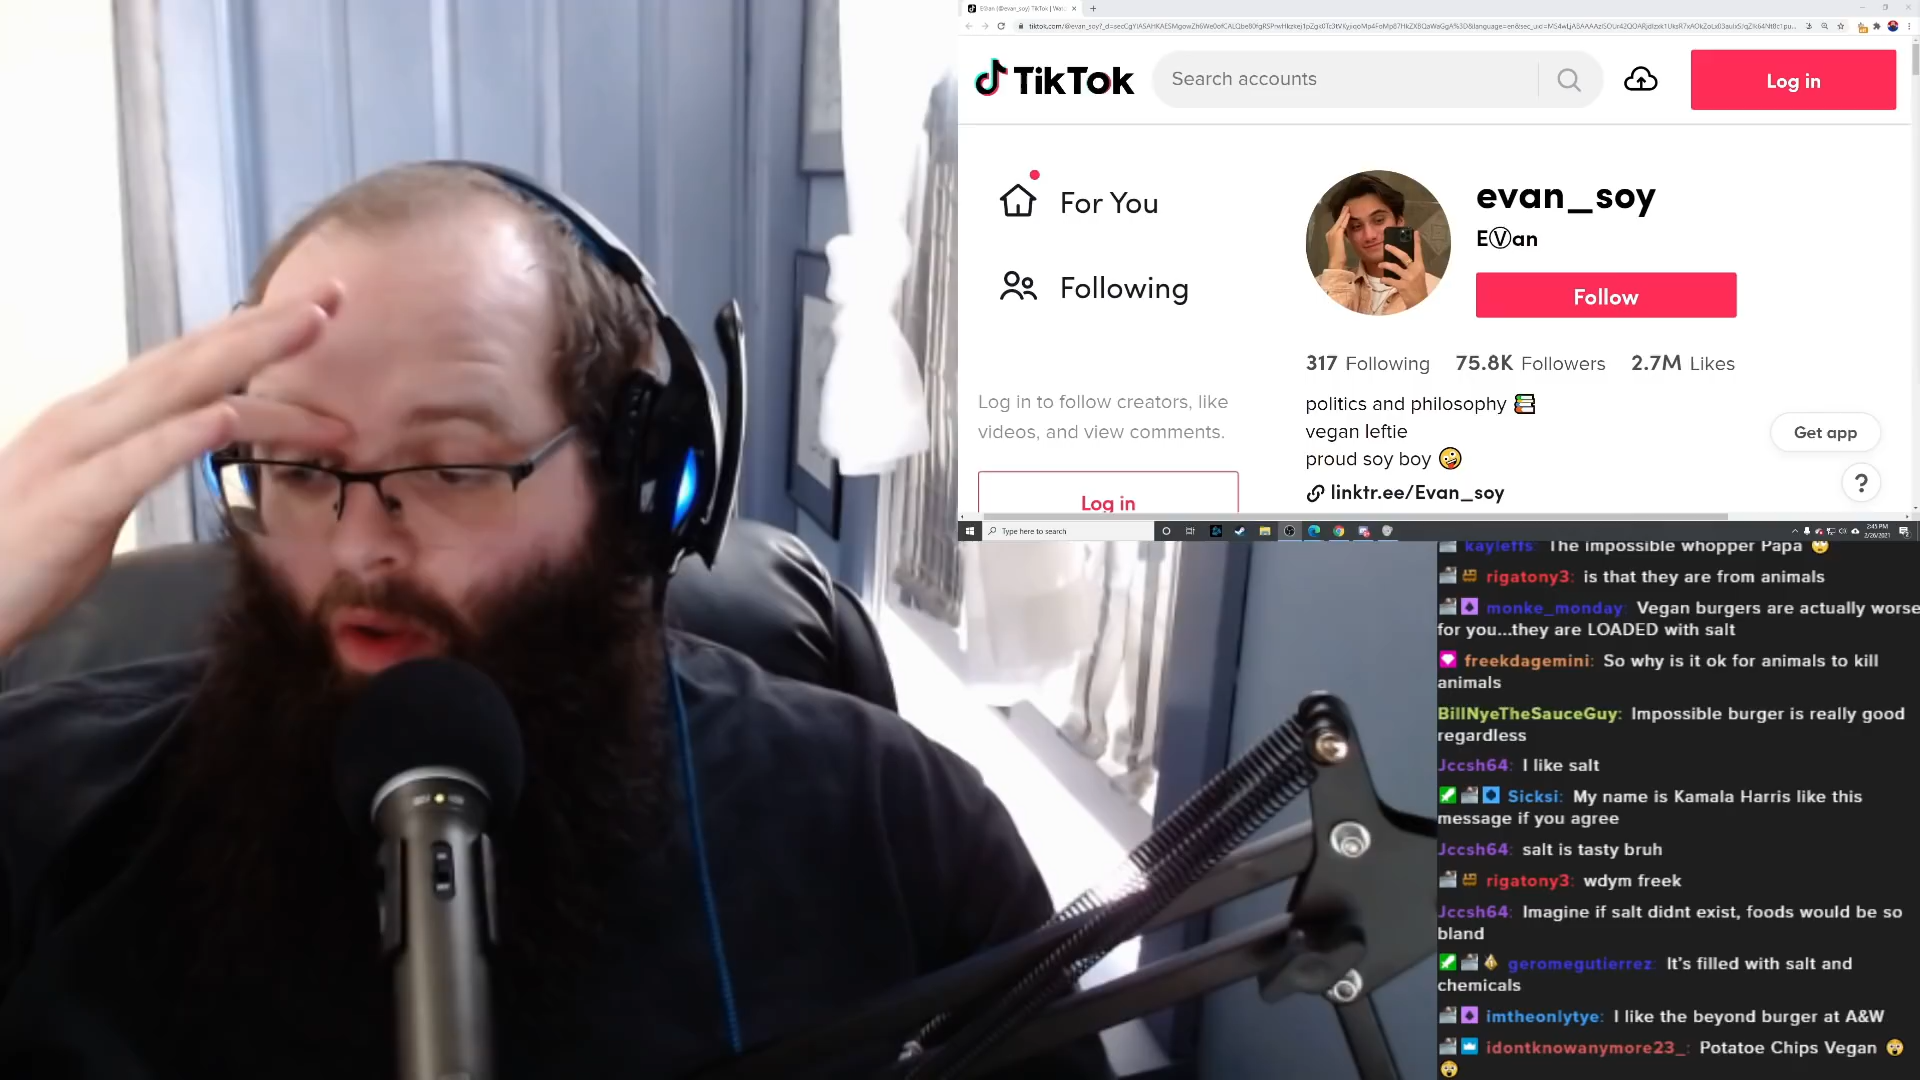 TikTok
Search accounts
Log in
For You
Following
evan_soy
EⓋan
Follow
317 Following 75.8K Followers 2.7M Likes
politics and philosophy
vegan leftie
proud soy boy
linktr.ee/Evan_soy
Log in to follow creators, like
videos, and view comments.
Log in
Get app
?
Type here to search
2:45 PM
2/26/2021
kayleffs: The Impossible whopper Papa
rigatony3: is that they are from animals
monke_monday: Vegan burgers are actually worse
for you...they are LOADED with salt
freekdagemini: So why is it ok for animals to kill
animals
BillNyeTheSauceGuy: Impossible burger is really good
regardless
Jccsh64: I like salt
Sicksi: My name is Kamala Harris like this
message if you agree
Jccsh64: salt is tasty bruh
rigatony3: wdym freek
Jccsh64: Imagine if salt didnt exist, foods would be so
bland
geromegutierrez: It's filled with salt and
chemicals
imtheonlytye: I like the beyond burger at A&W
idontknowanymore23_: Potatoe Chips Vegan